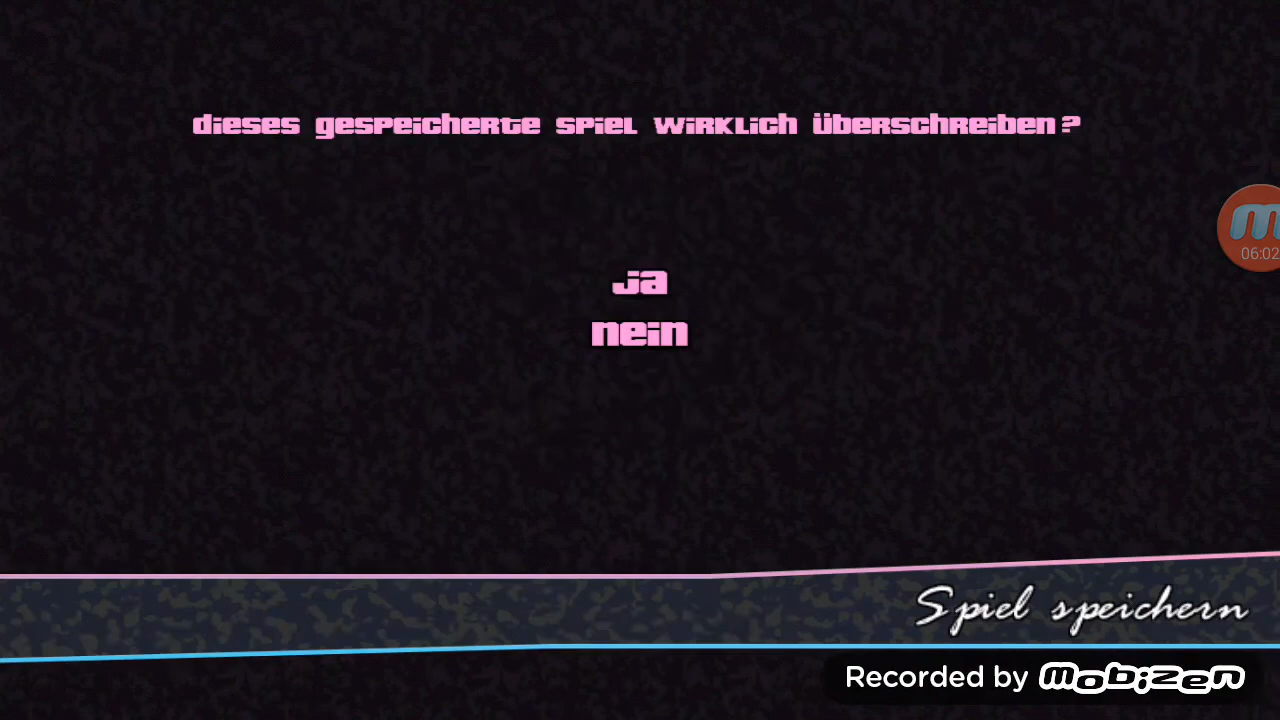 dieses gespeicherte spiel wirklich überschreiben?
ja
nein
06:02
Spiel speichern
Recorded by mobizen